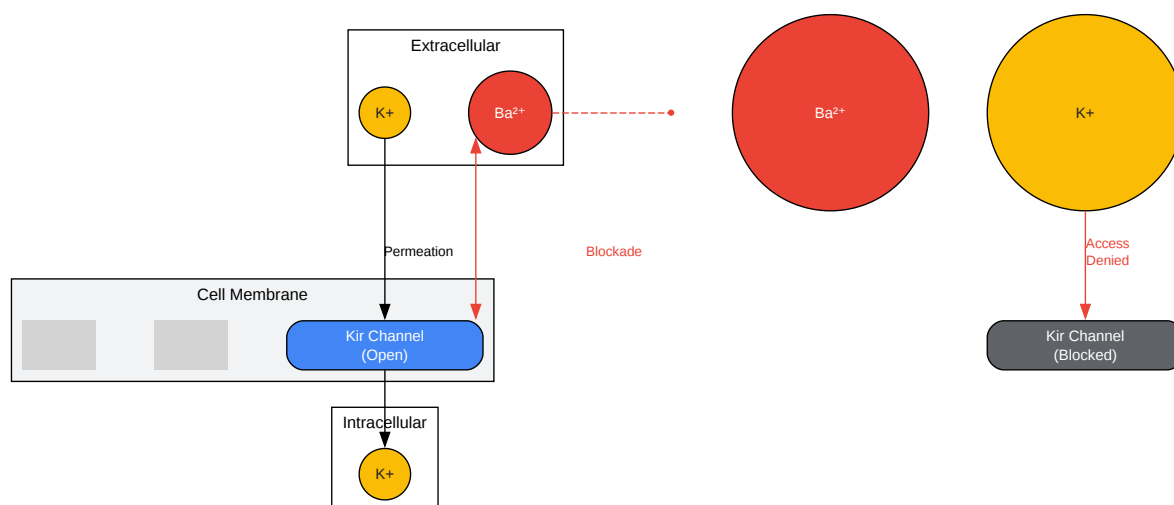 Extracellular
K+
Ba²⁺
Ba²⁺
K+
Permeation
Blockade
Access
Denied
Cell Membrane
Kir Channel
(Open)
Kir Channel
(Blocked)
Intracellular
K+